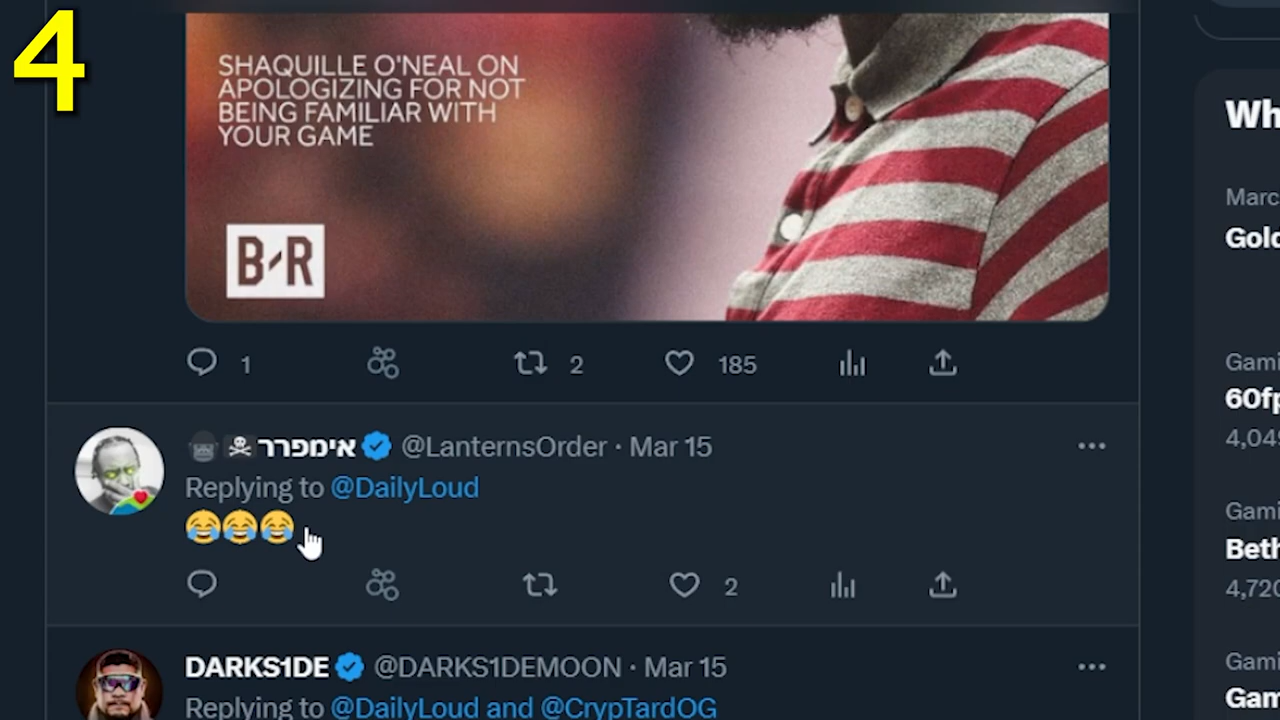 4
SHAQUILLE O'NEAL ON
APOLOGIZING FOR NOT
BEING FAMILIAR WITH
YOUR GAME
B/R
1
2
185
אימפרר @LanternsOrder · Mar 15
Replying to @DailyLoud
😂😂😂
2
DARKS1DE @DARKS1DEMOON · Mar 15
Replying to @DailyLoud and @CrypTardOG
Wh
Marc
Gold
Gami
60fp
4,04
Gami
Beth
4,720
Gami
Gam